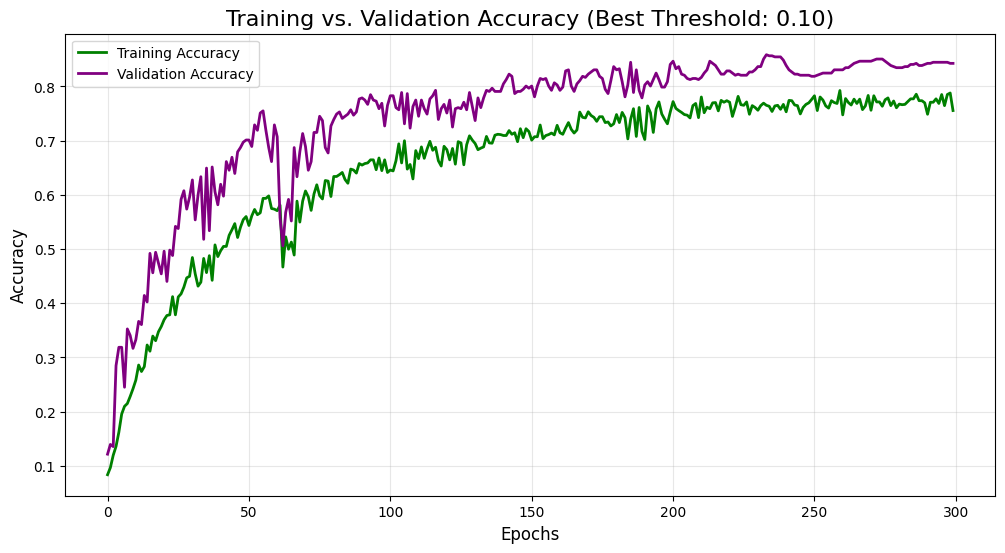 Training vs. Validation Accuracy (Best Threshold: 0.10)
Training Accuracy
Validation Accuracy
Accuracy
0.8
0.7
0.6
0.5
0.4
0.3
0.2
0.1
0 50 100 150 200 250 300
Epochs